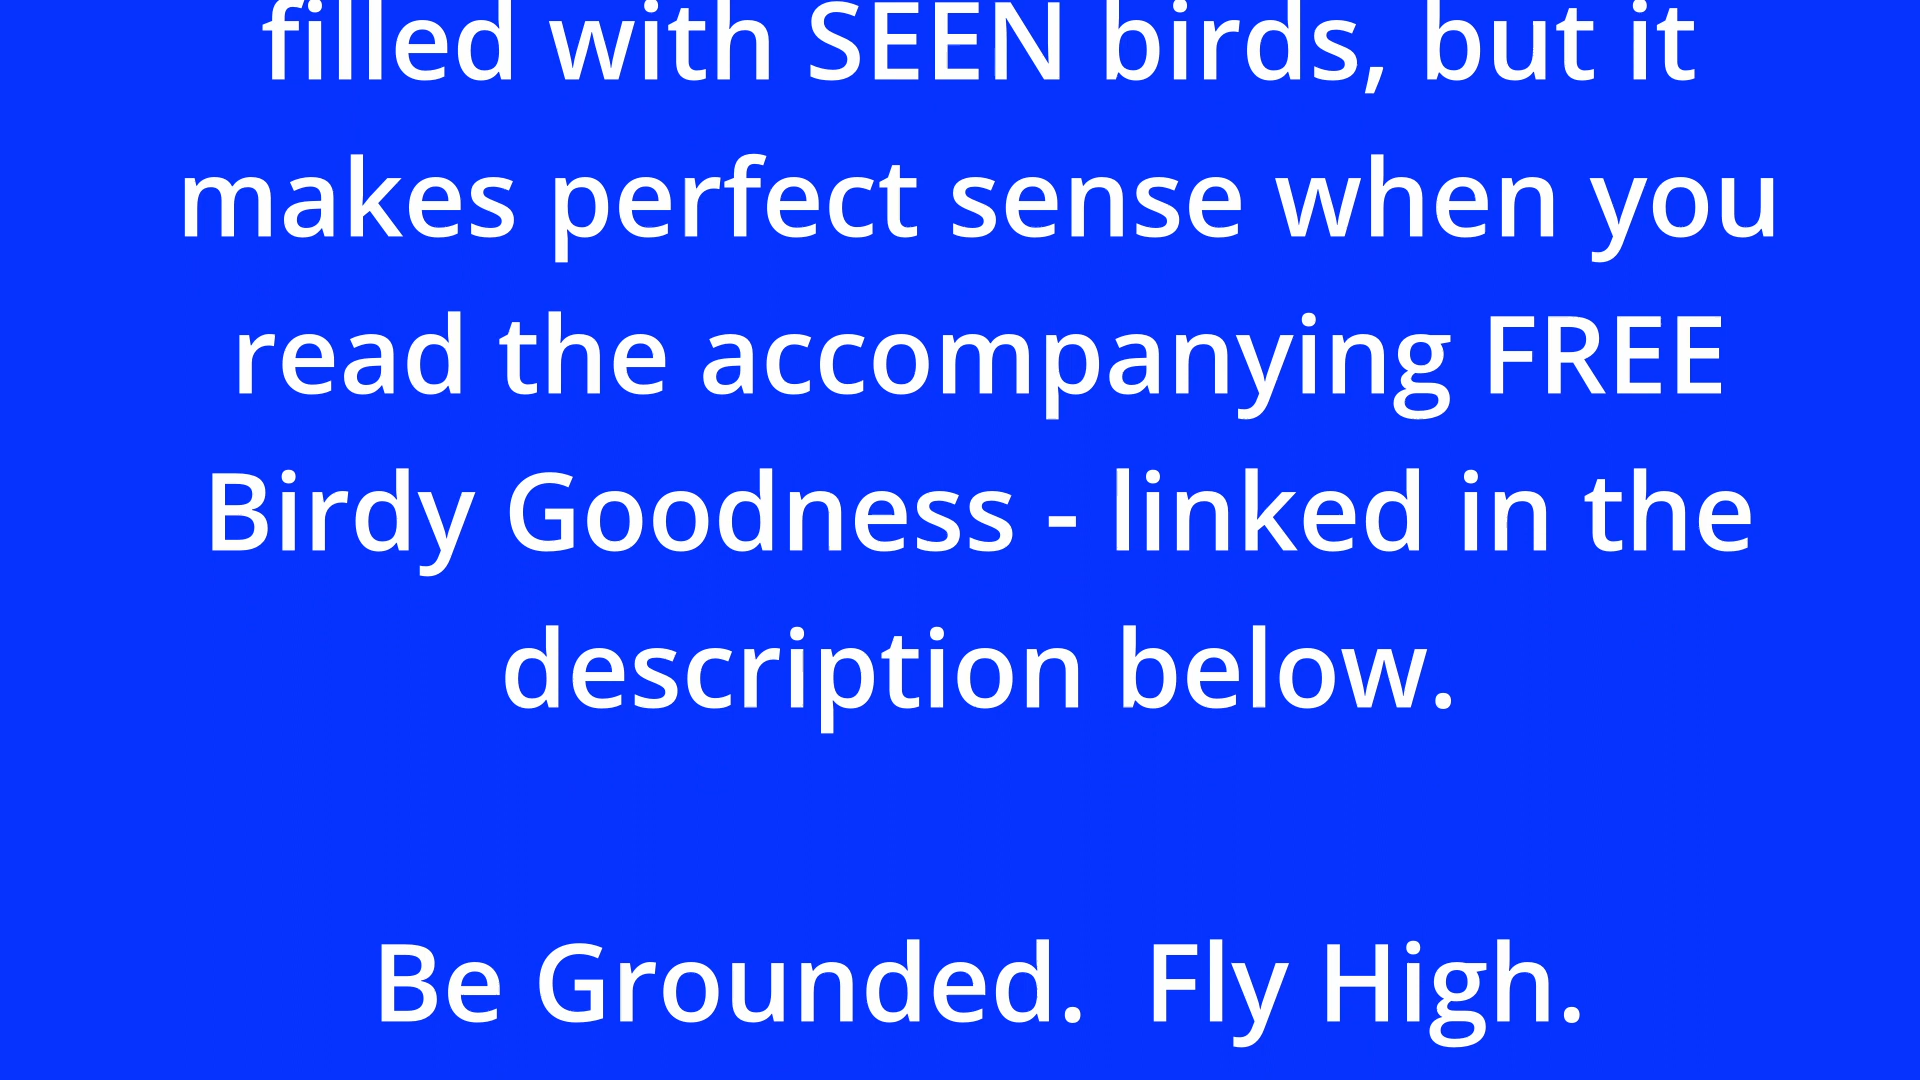 filled with SEEN birds, but it
makes perfect sense when you
read the accompanying FREE
Birdy Goodness - linked in the
description below.
Be Grounded.  Fly High.